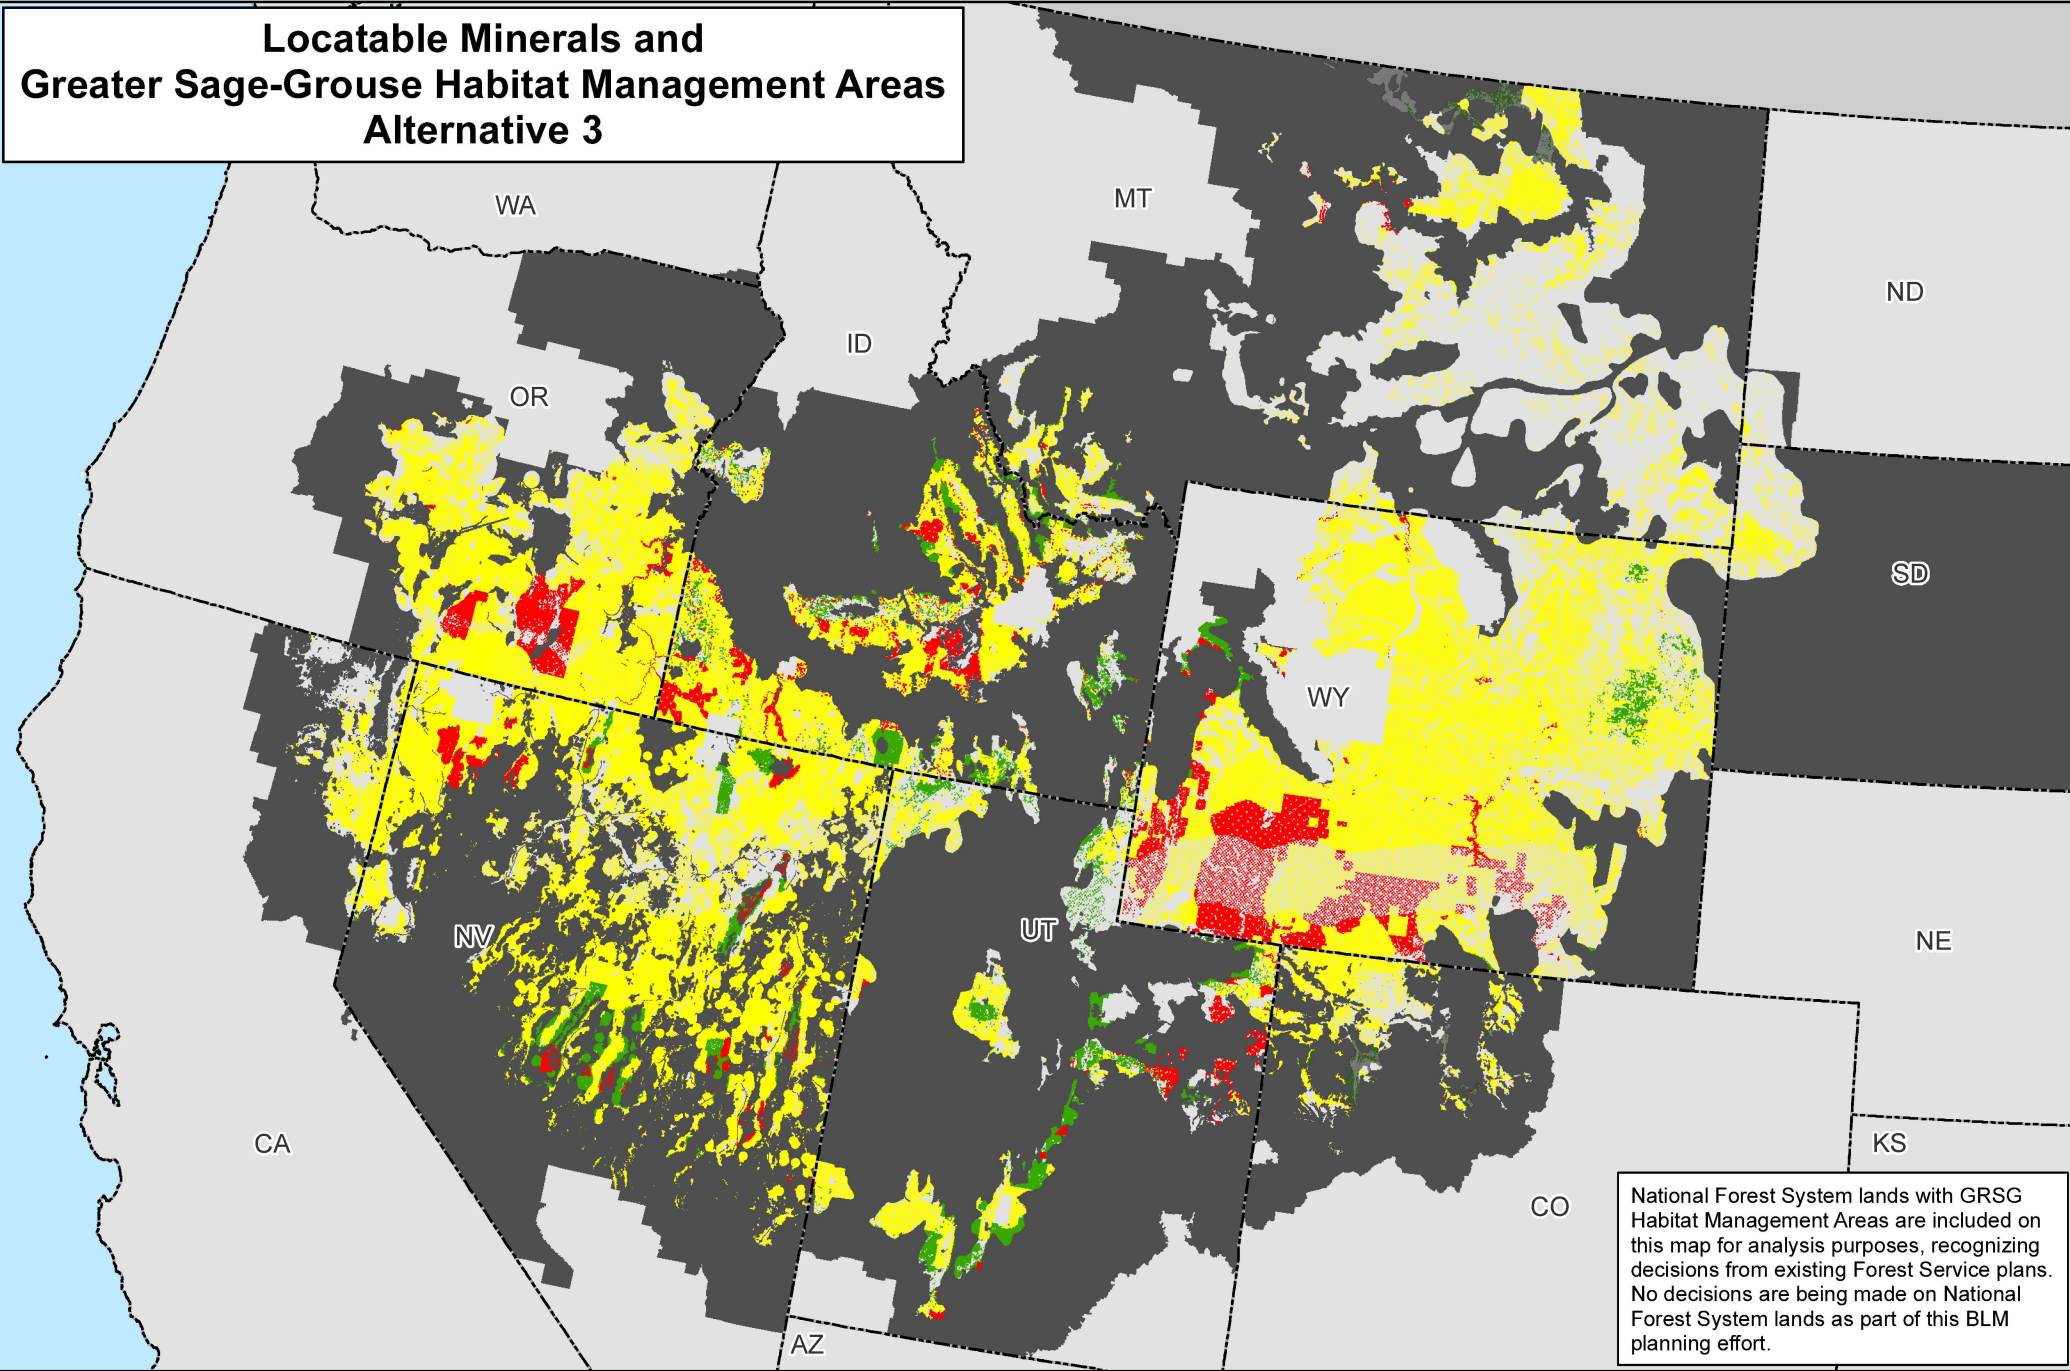 Locatable Minerals and
Greater Sage-Grouse Habitat Management Areas
Alternative 3
WA
MT
ND
ID
OR
SD
WY
UT
NV
NE
CA
KS
CO
AZ
National Forest System lands with GRSG
Habitat Management Areas are included on
this map for analysis purposes, recognizing
decisions from existing Forest Service plans.
No decisions are being made on National
Forest System lands as part of this BLM
planning effort.